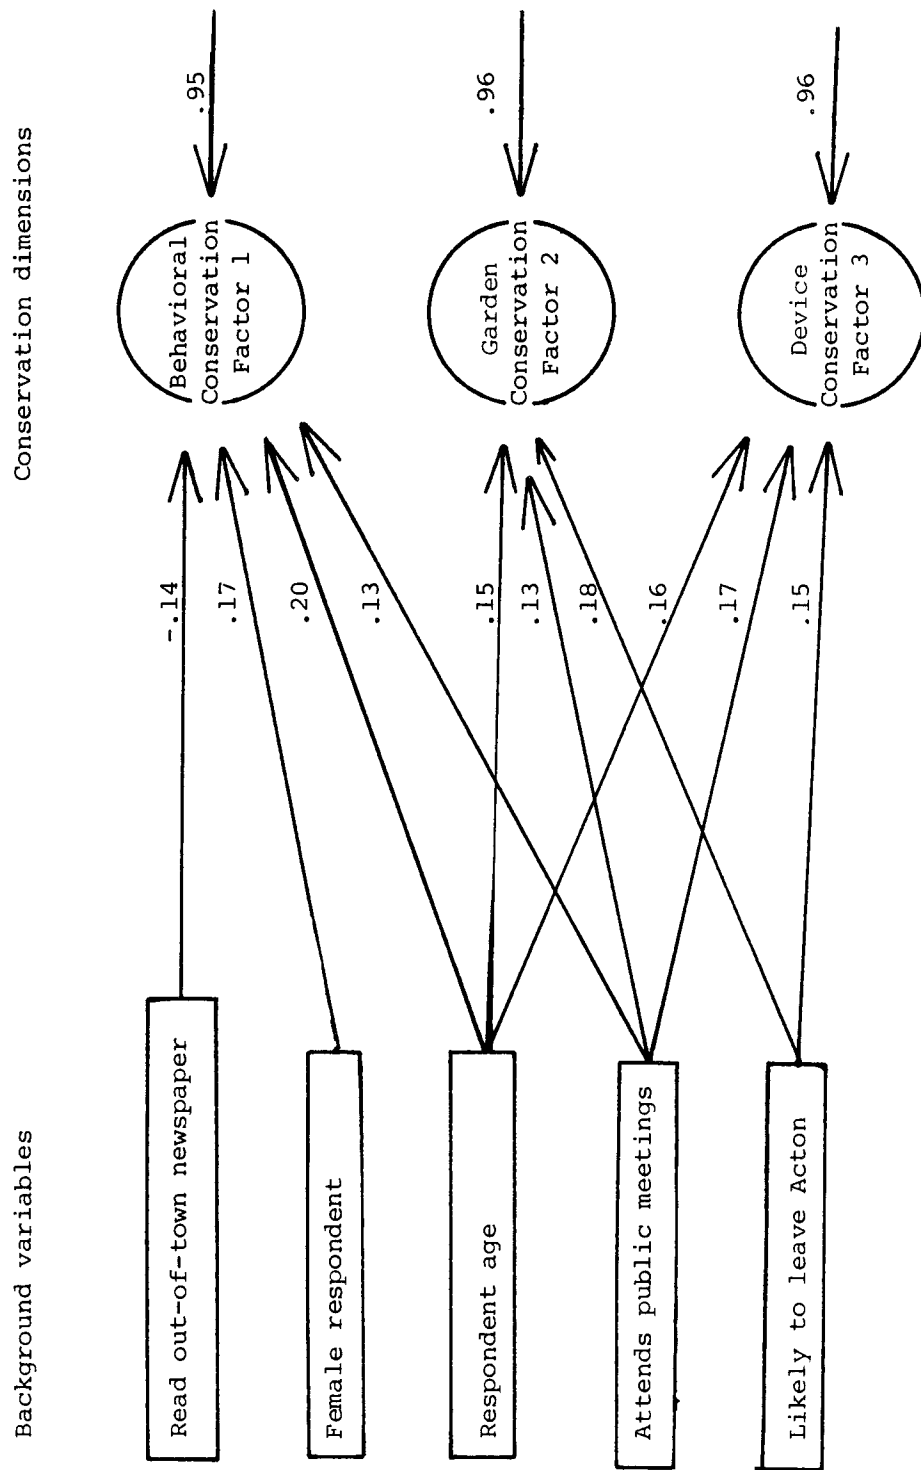 Background variables
Conservation dimensions
Read out-of-town newspaper
Female respondent
Respondent age
Attends public meetings
Likely to leave Acton
-.14
.17
.20
.13
.15
.13
.18
.16
.17
.15
Behavioral
Conservation
Factor 1
.95
Garden
Conservation
Factor 2
.96
Device
Conservation
Factor 3
.96